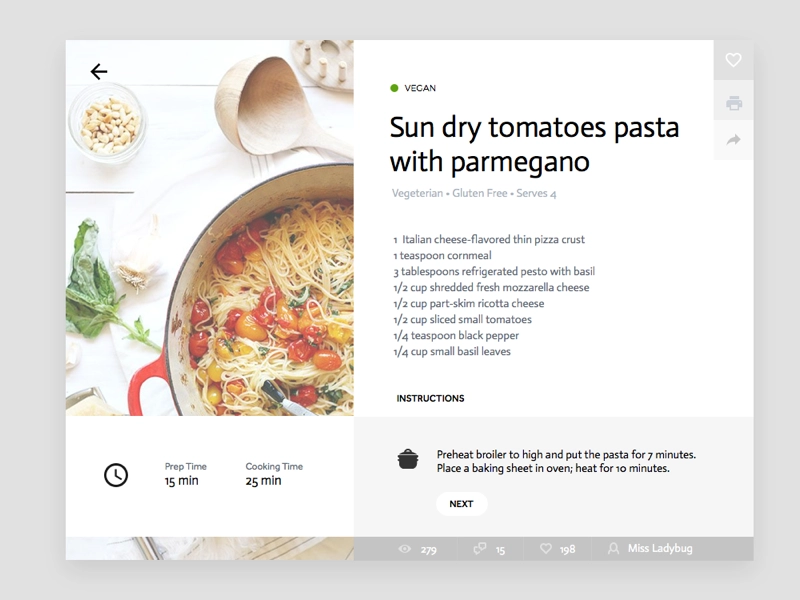 VEGAN
Sun dry tomatoes pasta
with parmegano
Vegeterian • Gluten Free • Serves 4
1 Italian cheese-flavored thin pizza crust
1 teaspoon cornmeal
3 tablespoons refrigerated pesto with basil
1/2 cup shredded fresh mozzarella cheese
1/2 cup part-skim ricotta cheese
1/2 cup sliced small tomatoes
1/4 teaspoon black pepper
1/4 cup small basil leaves
INSTRUCTIONS
Prep Time
15 min
Cooking Time
25 min
Preheat broiler to high and put the pasta for 7 minutes.
Place a baking sheet in oven; heat for 10 minutes.
NEXT
279 15 198 Miss Ladybug